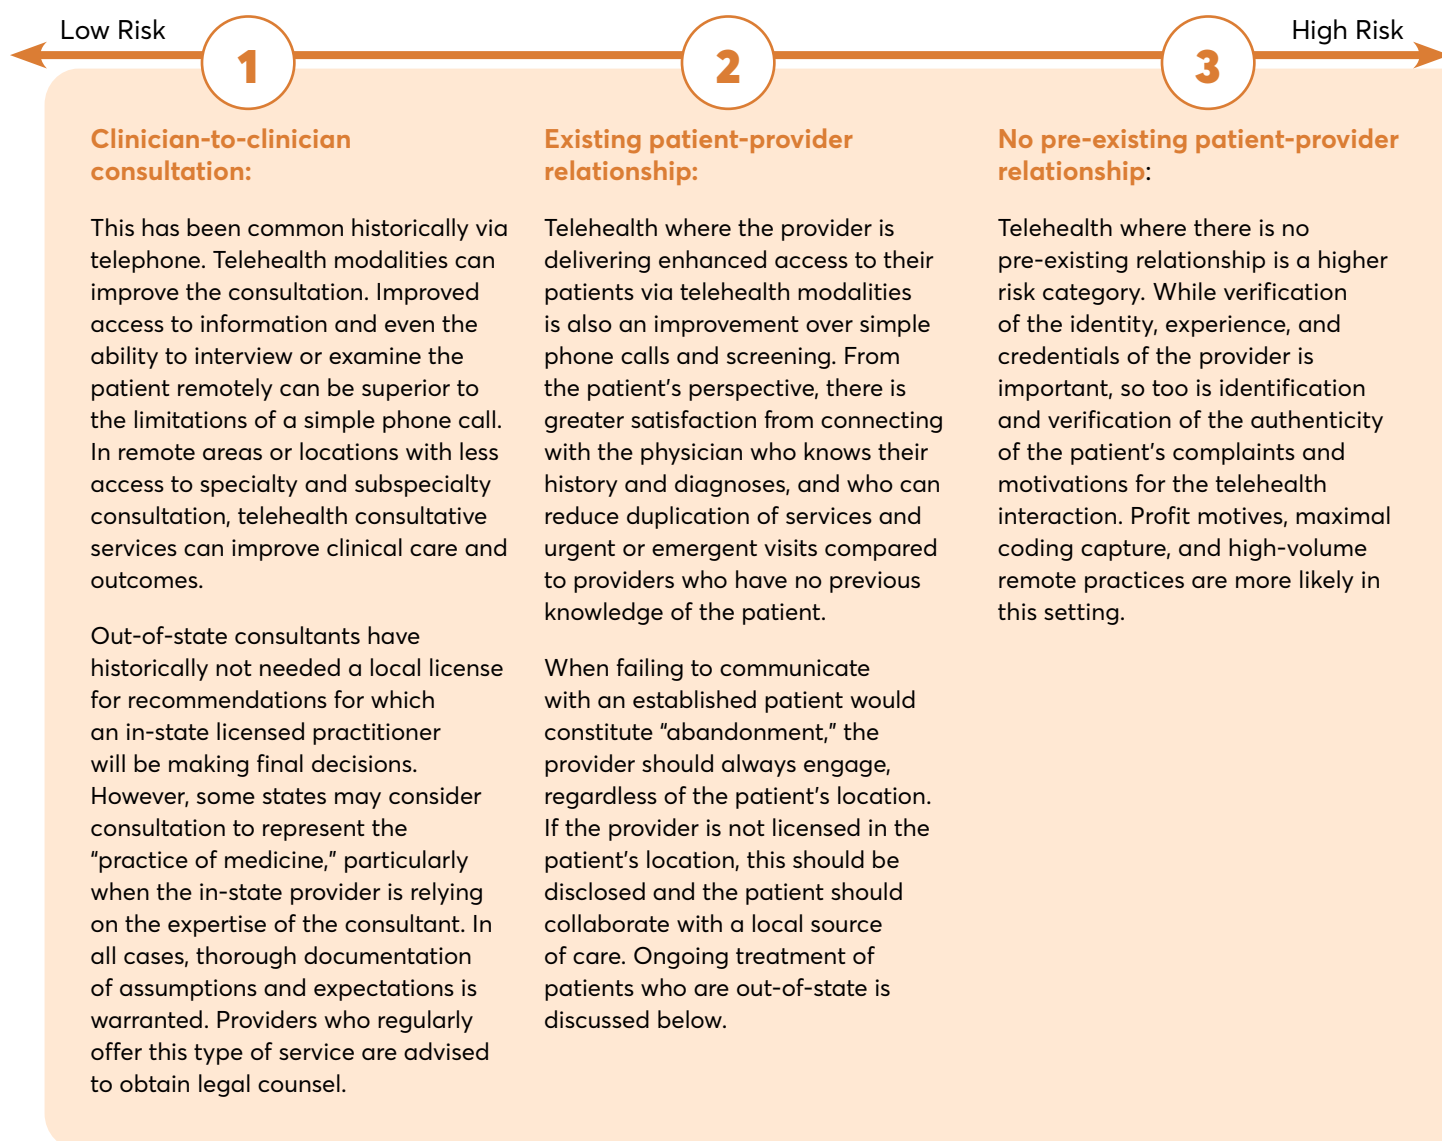 Low Risk
1
2
3
High Risk
Clinician-to-clinician
consultation:
This has been common historically via
telephone. Telehealth modalities can
improve the consultation. Improved
access to information and even the
ability to interview or examine the
patient remotely can be superior to
the limitations of a simple phone call.
In remote areas or locations with less
access to specialty and subspecialty
consultation, telehealth consultative
services can improve clinical care and
outcomes.
Out-of-state consultants have
historically not needed a local license
for recommendations for which
an in-state licensed practitioner
will be making final decisions.
However, some states may consider
consultation to represent the
“practice of medicine,” particularly
when the in-state provider is relying
on the expertise of the consultant. In
all cases, thorough documentation
of assumptions and expectations is
warranted. Providers who regularly
offer this type of service are advised
to obtain legal counsel.
Existing patient-provider
relationship:
Telehealth where the provider is
delivering enhanced access to their
patients via telehealth modalities
is also an improvement over simple
phone calls and screening. From
the patient’s perspective, there is
greater satisfaction from connecting
with the physician who knows their
history and diagnoses, and who can
reduce duplication of services and
urgent or emergent visits compared
to providers who have no previous
knowledge of the patient.
When failing to communicate
with an established patient would
constitute “abandonment,” the
provider should always engage,
regardless of the patient’s location.
If the provider is not licensed in the
patient’s location, this should be
disclosed and the patient should
collaborate with a local source
of care. Ongoing treatment of
patients who are out-of-state is
discussed below.
No pre-existing patient-provider
relationship:
Telehealth where there is no
pre-existing relationship is a higher
risk category. While verification
of the identity, experience, and
credentials of the provider is
important, so too is identification
and verification of the authenticity
of the patient’s complaints and
motivations for the telehealth
interaction. Profit motives, maximal
coding capture, and high-volume
remote practices are more likely in
this setting.